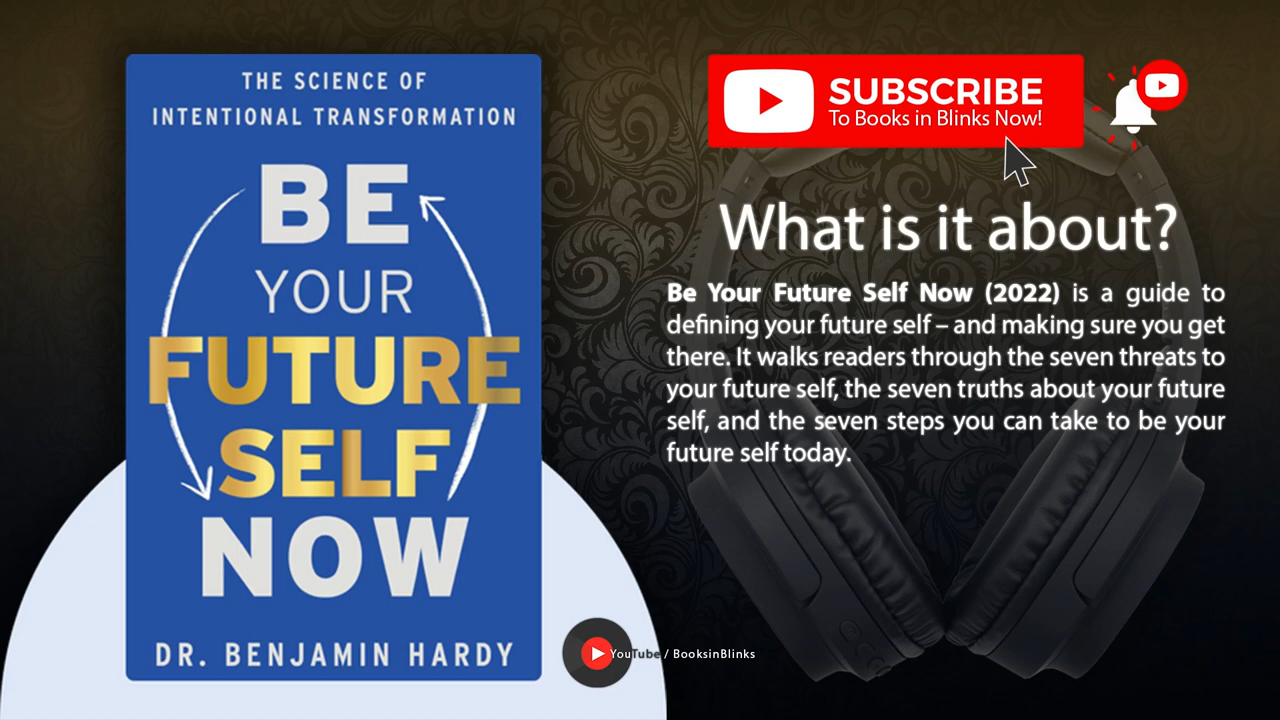 THE SCIENCE OF
INTENTIONAL TRANSFORMATION
BE
YOUR
FUTURE
SELF
NOW
DR. BENJAMIN HARDY
SUBSCRIBE
To Books in Blinks Now!
What is it about?
Be Your Future Self Now (2022) is a guide to
defining your future self – and making sure you get
there. It walks readers through the seven threats to
your future self, the seven truths about your future
self, and the seven steps you can take to be your
future self today.
YouTube / BooksinBlinks